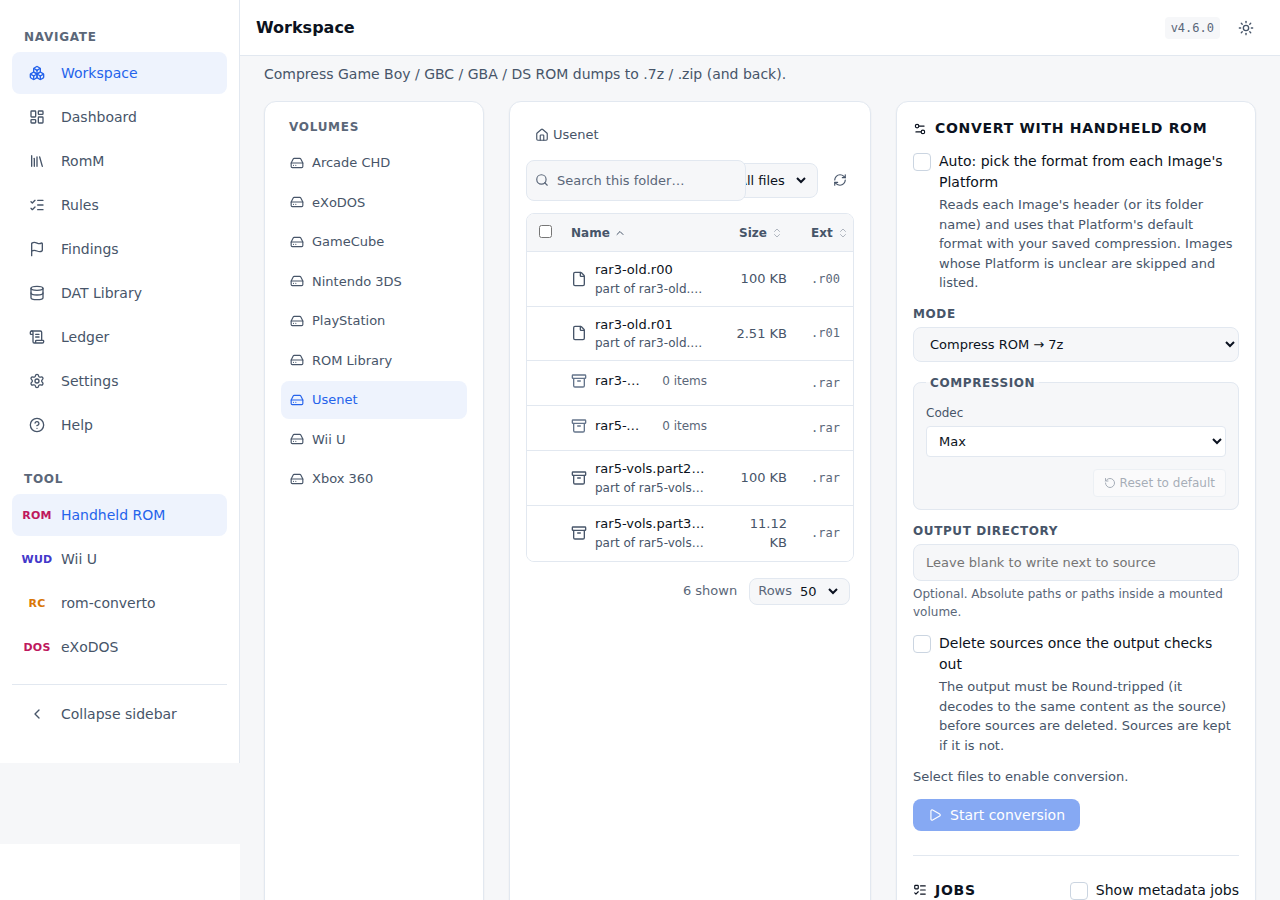 NAVIGATE
Workspace
Dashboard
RomM
Rules
Findings
DAT Library
Ledger
Settings
Help
TOOL
ROM Handheld ROM
WUD Wii U
RC rom-converto
DOS eXoDOS
Collapse sidebar
Workspace
v4.6.0
Compress Game Boy / GBC / GBA / DS ROM dumps to .7z / .zip (and back).
VOLUMES
Arcade CHD
eXoDOS
GameCube
Nintendo 3DS
PlayStation
ROM Library
Usenet
Wii U
Xbox 360
Usenet
Search this folder… ll files
Name Size Ext
rar3-old.r00 100 KB .r00
part of rar3-old.…
rar3-old.r01 2.51 KB .r01
part of rar3-old.…
rar3-… 0 items .rar
rar5-… 0 items .rar
rar5-vols.part2… 100 KB .rar
part of rar5-vols…
rar5-vols.part3… 11.12 KB .rar
part of rar5-vols…
6 shown Rows 50
CONVERT WITH HANDHELD ROM
Auto: pick the format from each Image's
Platform
Reads each Image's header (or its folder
name) and uses that Platform's default
format with your saved compression. Images
whose Platform is unclear are skipped and
listed.
MODE
Compress ROM → 7z
COMPRESSION
Codec
Max
Reset to default
OUTPUT DIRECTORY
Leave blank to write next to source
Optional. Absolute paths or paths inside a mounted
volume.
Delete sources once the output checks
out
The output must be Round-tripped (it
decodes to the same content as the source)
before sources are deleted. Sources are kept
if it is not.
Select files to enable conversion.
Start conversion
JOBS Show metadata jobs